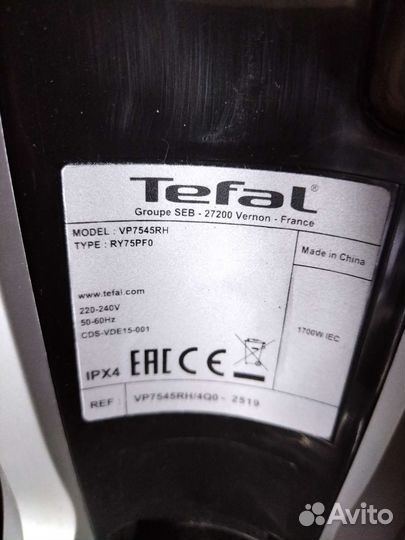 Tefal®
Groupe SEB - 27200 Vernon - France
MODEL : VP7545RH
TYPE : RY75PF0
Made in China
www.tefal.com
220-240V
50-60Hz
CDS-VDE15-001
1700W IEC
IPX4 EAC CE
REF : VP7545RH/4Q0 - 2519
Avito